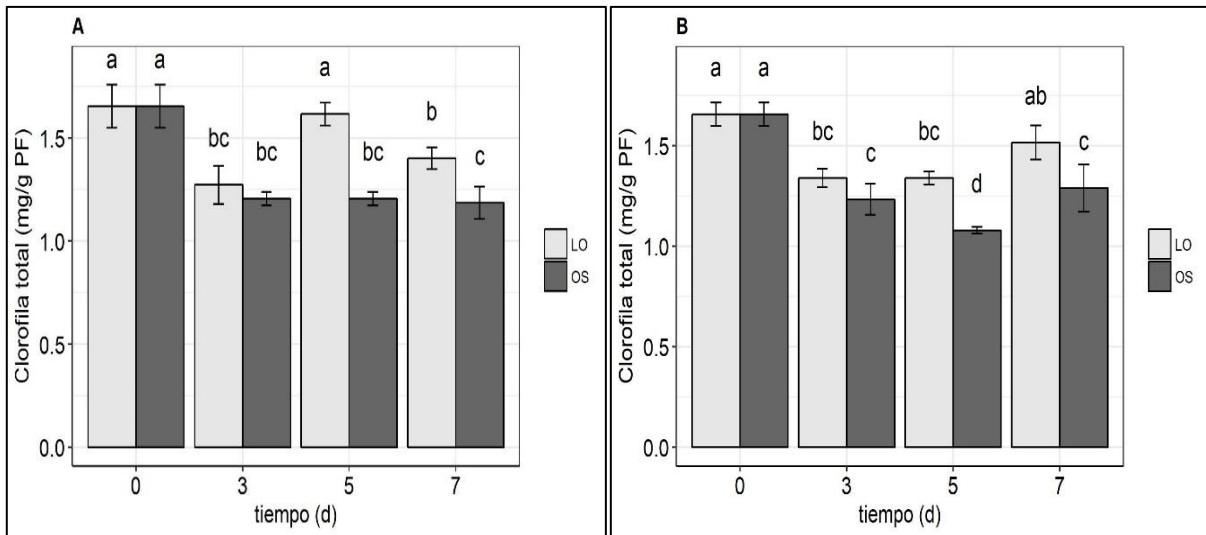 A
Clorofila total (mg/g PF)
1.5
1.0
0.5
0.0
a a bc bc a bc b c
0 3 5 7
tiempo (d)
LO
OS
B
Clorofila total (mg/g PF)
1.5
1.0
0.5
0.0
a a bc c bc d ab c
0 3 5 7
tiempo (d)
LO
OS